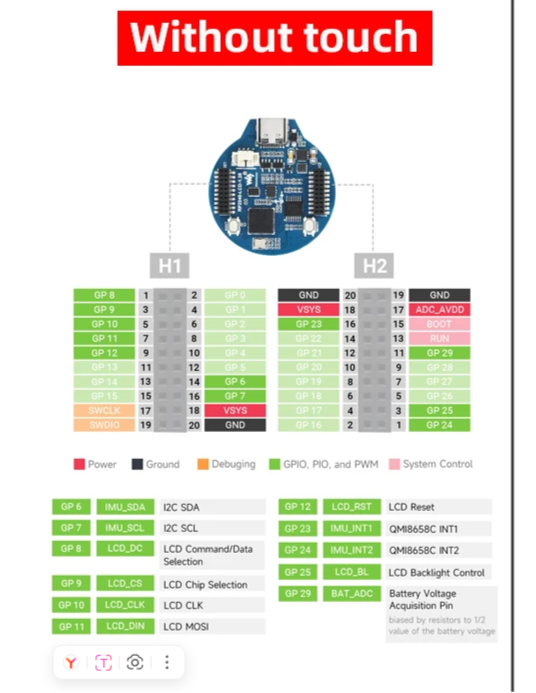 Without touch
H1
H2
GP 8 1 2 GP 0 GND 20 19 GND
GP 9 3 4 GP 1 VSYS 18 17 ADC_AVDD
GP 10 5 6 GP 2 GP 23 16 15 BOOT
GP 11 7 8 GP 3 GP 22 14 13 RUN
GP 12 9 10 GP 4 GP 21 12 11 GP 29
GP 13 11 12 GP 5 GP 20 10 9 GP 28
GP 14 13 14 GP 6 GP 19 8 7 GP 27
GP 15 15 16 GP 7 GP 18 6 5 GP 26
SWCLK 17 18 VSYS GP 17 4 3 GP 25
SWDIO 19 20 GND GP 16 2 1 GP 24
Power Ground Debuging GPIO, PIO, and PWM System Control
GP 6 IMU_SDA I2C SDA
GP 7 IMU_SCL I2C SCL
GP 8 LCD_DC LCD Command/Data
Selection
GP 9 LCD_CS LCD Chip Selection
GP 10 LCD_CLK LCD CLK
GP 11 LCD_DIN LCD MOSI
GP 12 LCD_RST LCD Reset
GP 23 IMU_INT1 QMI8658C INT1
GP 24 IMU_INT2 QMI8658C INT2
GP 25 LCD_BL LCD Backlight Control
GP 29 BAT_ADC Battery Voltage
Acquisition Pin
biased by resistors to 1/2
value of the battery voltage